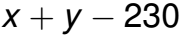 x + y − 230